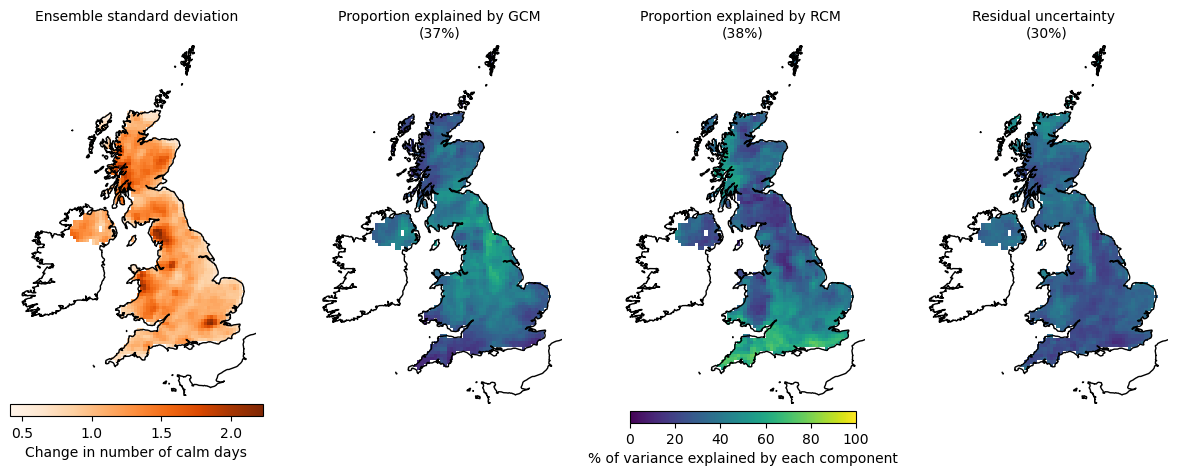 Ensemble standard deviation
Proportion explained by GCM
(37%)
Proportion explained by RCM
(38%)
Residual uncertainty
(30%)
0.5 1.0 1.5 2.0
Change in number of calm days
0 20 40 60 80 100
% of variance explained by each component